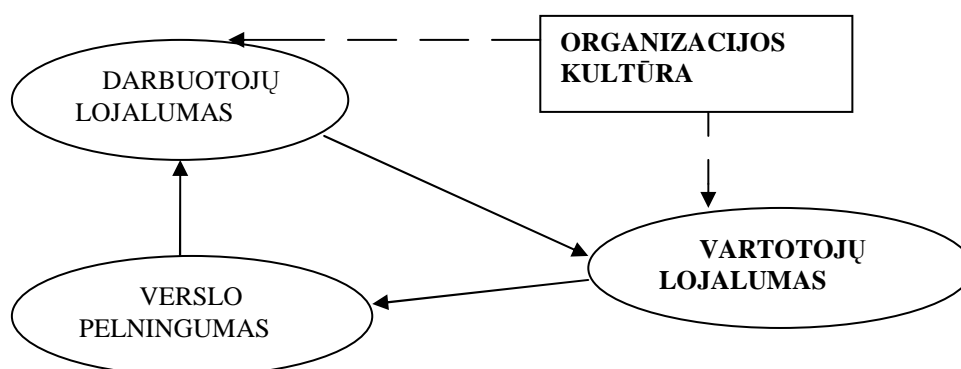 ORGANIZACIJOS
KULTŪRA
DARBUOTOJŲ
LOJALUMAS
VARTOTOJŲ
LOJALUMAS
VERSLO
PELNINGUMAS